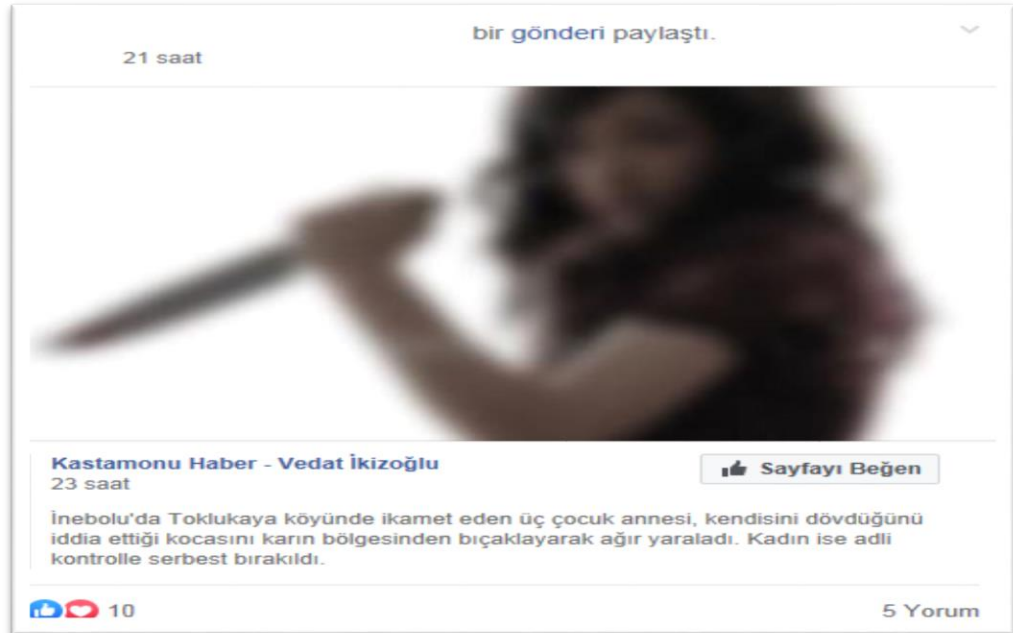 bir gönderi paylaştı.
21 saat
Kastamonu Haber - Vedat İkizoğlu
Sayfayı Beğen
23 saat
İnebolu'da Toklukaya köyünde ikamet eden üç çocuk annesi, kendisini dövdüğünü
iddia ettiği kocasını karın bölgesinden bıçaklayarak ağır yaraladı. Kadın ise adli
kontrolle serbest bırakıldı.
10
5 Yorum